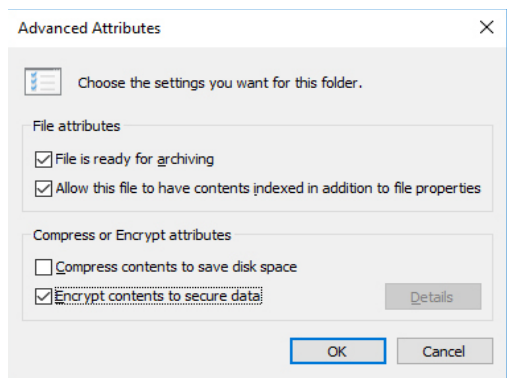 Advanced Attributes
Choose the settings you want for this folder.
File attributes
File is ready for archiving
Allow this file to have contents indexed in addition to file properties
Compress or Encrypt attributes
Compress contents to save disk space
Encrypt contents to secure data
Details
OK Cancel